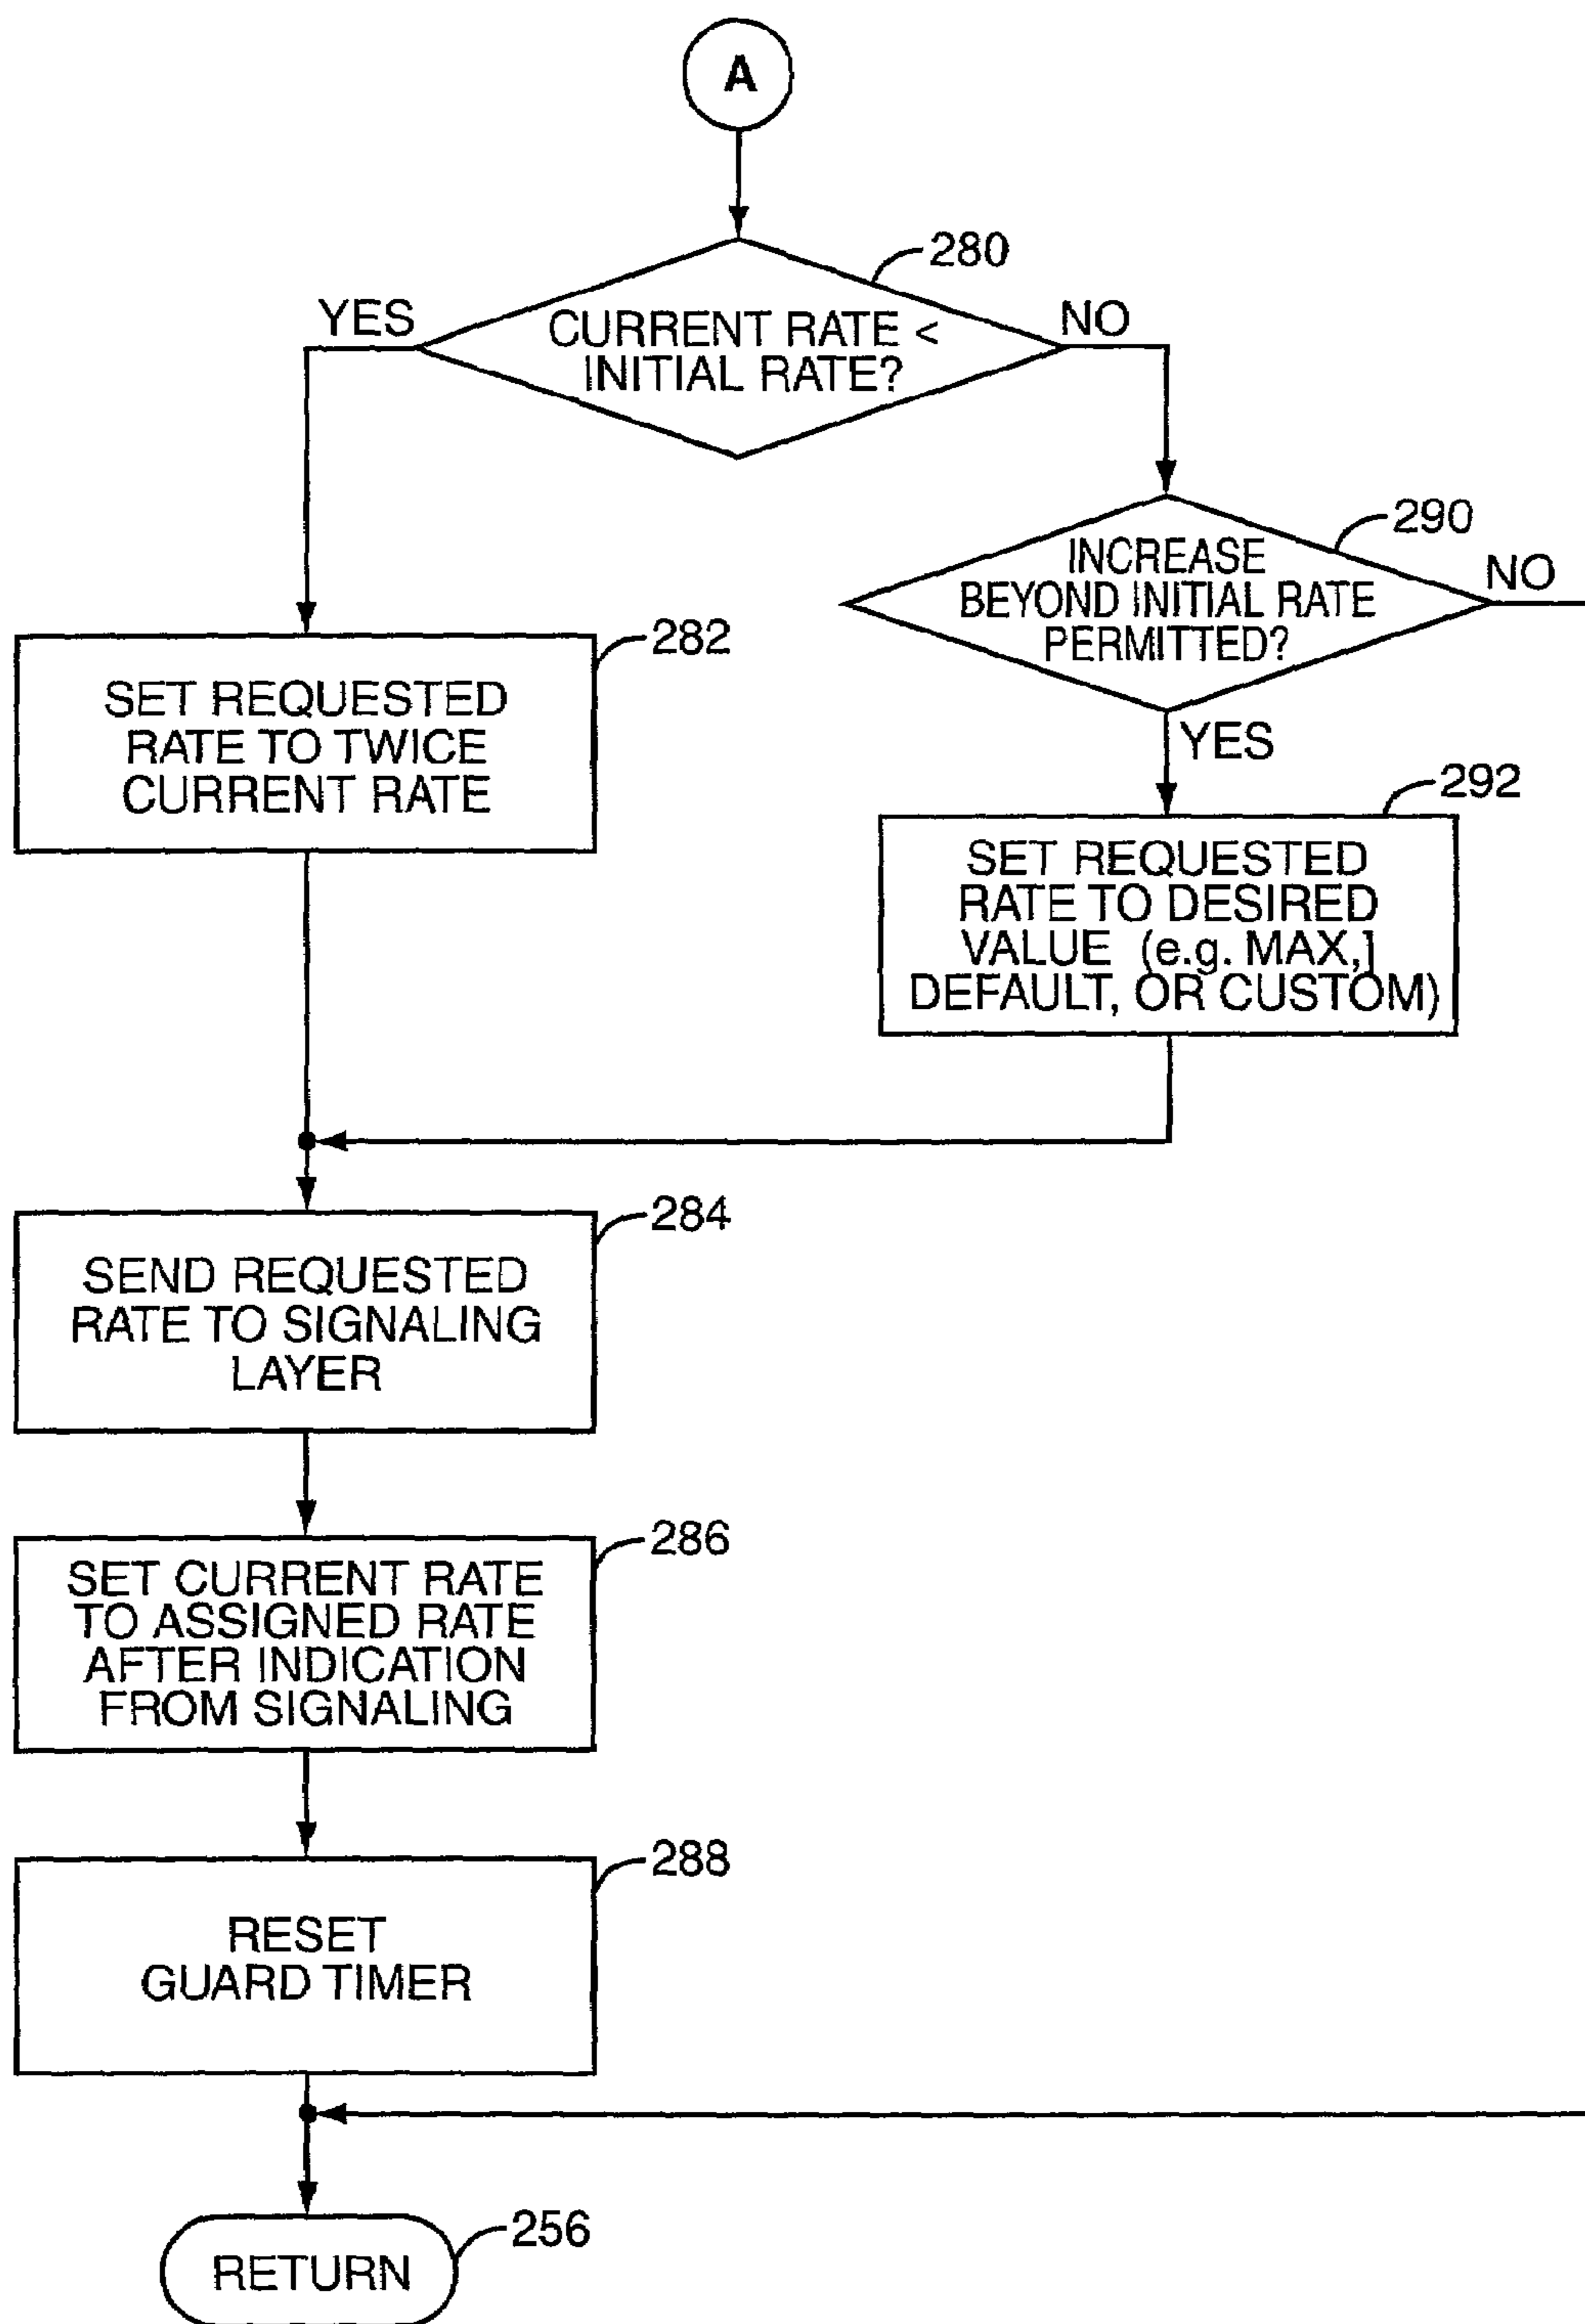 A
280
YES
CURRENT RATE <
INITIAL RATE?
NO
290
INCREASE
BEYOND INITIAL RATE
PERMITTED?
NO
282
SET REQUESTED
RATE TO TWICE
CURRENT RATE
YES
292
SET REQUESTED
RATE TO DESIRED
VALUE (e.g. MAX,]
DEFAULT, OR CUSTOM)
284
SEND REQUESTED
RATE TO SIGNALING
LAYER
286
SET CURRENT RATE
TO ASSIGNED RATE
AFTER INDICATION
FROM SIGNALING
288
RESET
GUARD TIMER
256
RETURN